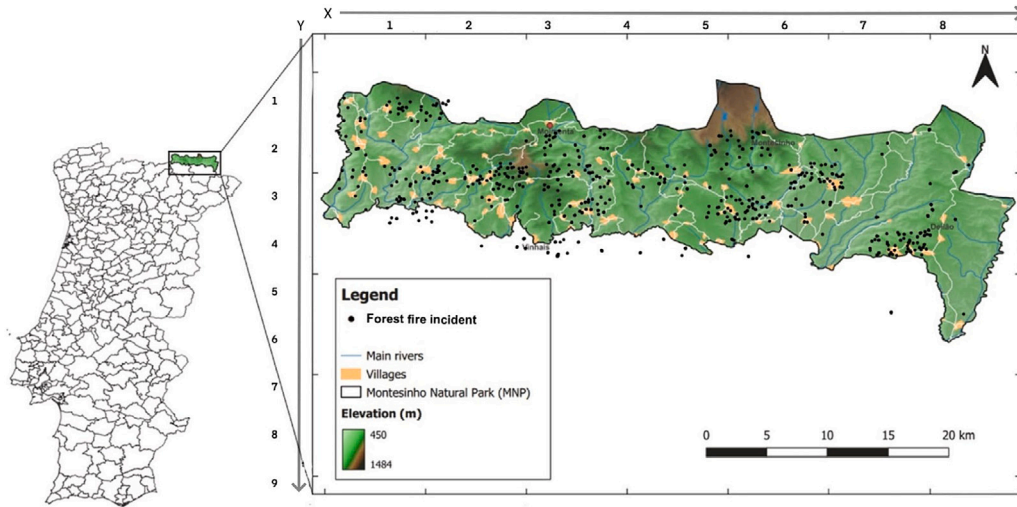 X
Y
1 2 3 4 5 6 7 8
N
1
2
3
4
5
6
7
8
9
Montesinho
Vinhais
Legend
Forest fire incident
Main rivers
Villages
Montesinho Natural Park (MNP)
Elevation (m)
450
1484
0 5 10 15 20 km